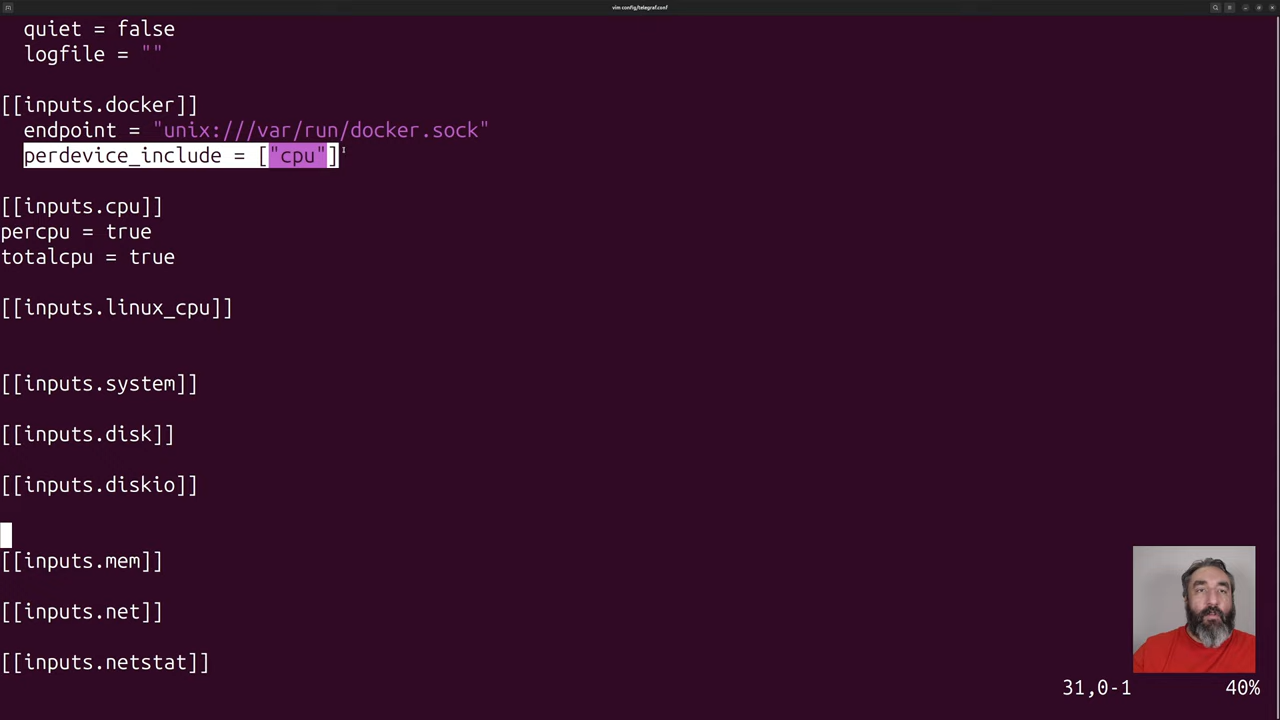 vim config/telegraf.conf
quiet = false
logfile = ""
[[inputs.docker]]
endpoint = "unix:///var/run/docker.sock"
perdevice_include = ["cpu"]
[[inputs.cpu]]
percpu = true
totalcpu = true
[[inputs.linux_cpu]]
[[inputs.system]]
[[inputs.disk]]
[[inputs.diskio]]
[[inputs.mem]]
[[inputs.net]]
[[inputs.netstat]]
31,0-1 40%